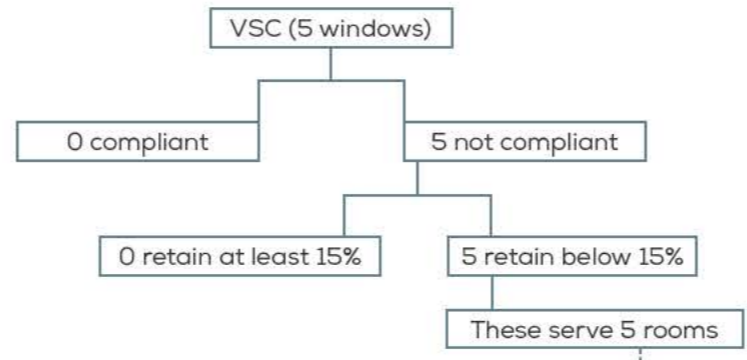 VSC (5 windows)
0 compliant
5 not compliant
0 retain at least 15%
5 retain below 15%
These serve 5 rooms